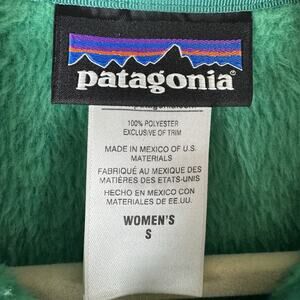 patagonia®
100% POLYESTER
EXCLUSIVE OF TRIM
MADE IN MEXICO OF U.S.
MATERIALS
FABRIQUÉ AU MEXIQUE DES
MATIÈRES DES ETATS-UNIS
HECHO EN MEXICO CON
MATERIALES DE EE.UU.
WOMEN'S
S